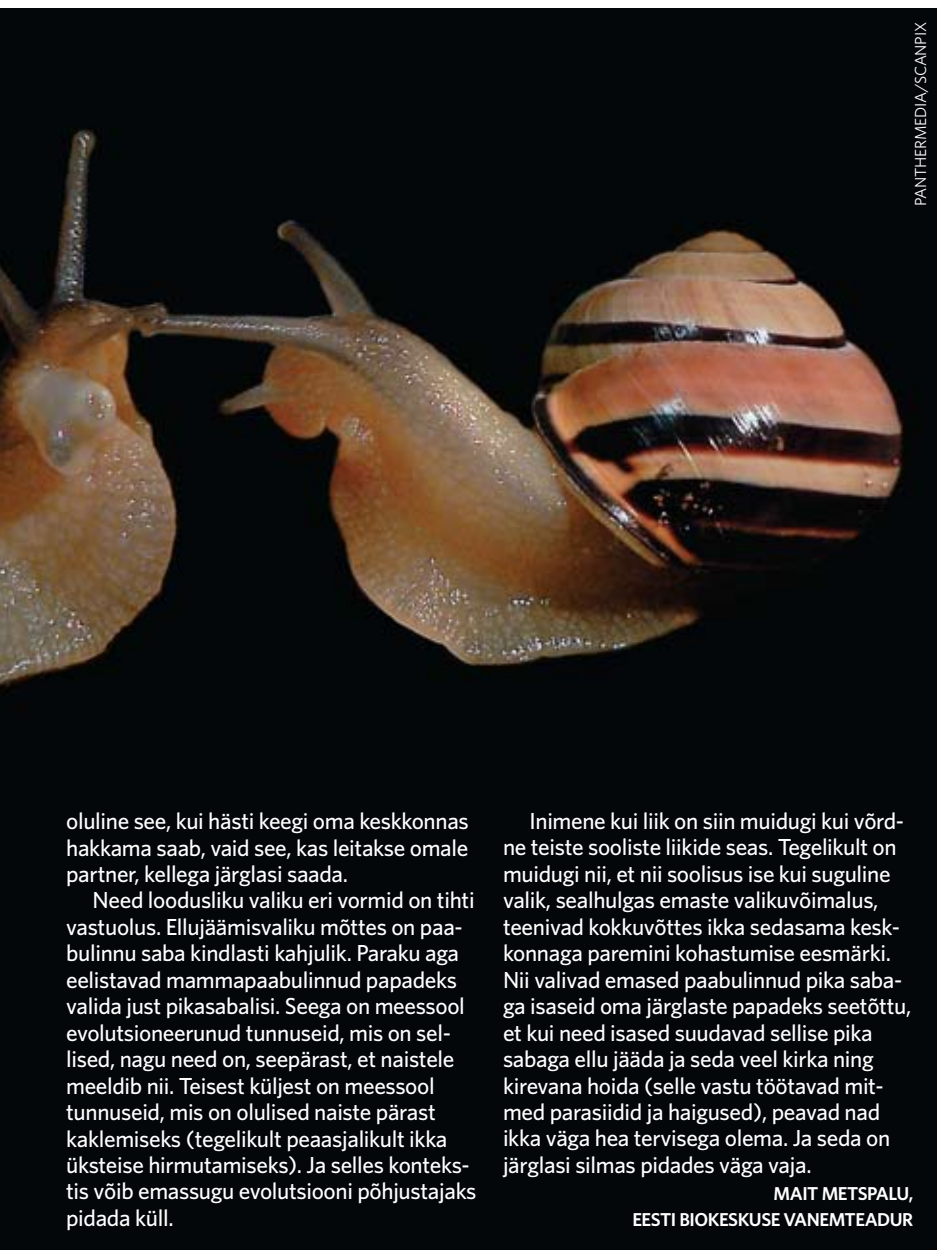 PANTHERMEDIA/SCANPIX
oluline see, kui hästi keegi oma keskkonnas
hakkama saab, vaid see, kas leitakse omale
partner, kellega järglasi saada.
Need loodusliku valiku eri vormid on tihti
vastuolus. Ellujäämisvaliku mõttes on paa-
bulinnu saba kindlasti kahjulik. Paraku aga
eelistavad mammapaabulinnud papadeks
valida just pikasabalisi. Seega on meessool
evolutsioneerunud tunnuseid, mis on sel-
lised, nagu need on, seepärast, et naistele
meeldib nii. Teisest küljest on meessool
tunnuseid, mis on olulised naiste pärast
kaklemiseks (tegelikult peaasjalikult ikka
üksteise hirmutamiseks). Ja selles konteks-
tis võib emassugu evolutsiooni põhjustajaks
pidada küll.
Inimene kui liik on siin muidugi kui võrd-
ne teiste sooliste liikide seas. Tegelikult on
muidugi nii, et nii soolisus ise kui suguline
valik, sealhulgas emaste valikuvõimalus,
teenivad kokkuvõttes ikka sedasama kesk-
konnaga paremini kohastumise eesmärki.
Nii valivad emased paabulinnud pika saba-
ga isaseid oma järglaste papadeks seetõttu,
et kui need isased suudavad sellise pika
sabaga ellu jääda ja seda veel kirka ning
kirevana hoida (selle vastu töötavad mit-
med parasiidid ja haigused), peavad nad
ikka väga hea tervisega olema. Ja seda on
järglasi silmas pidades väga vaja.
MAIT METSPALU,
EESTI BIOKESKUSE VANEMTEADUR